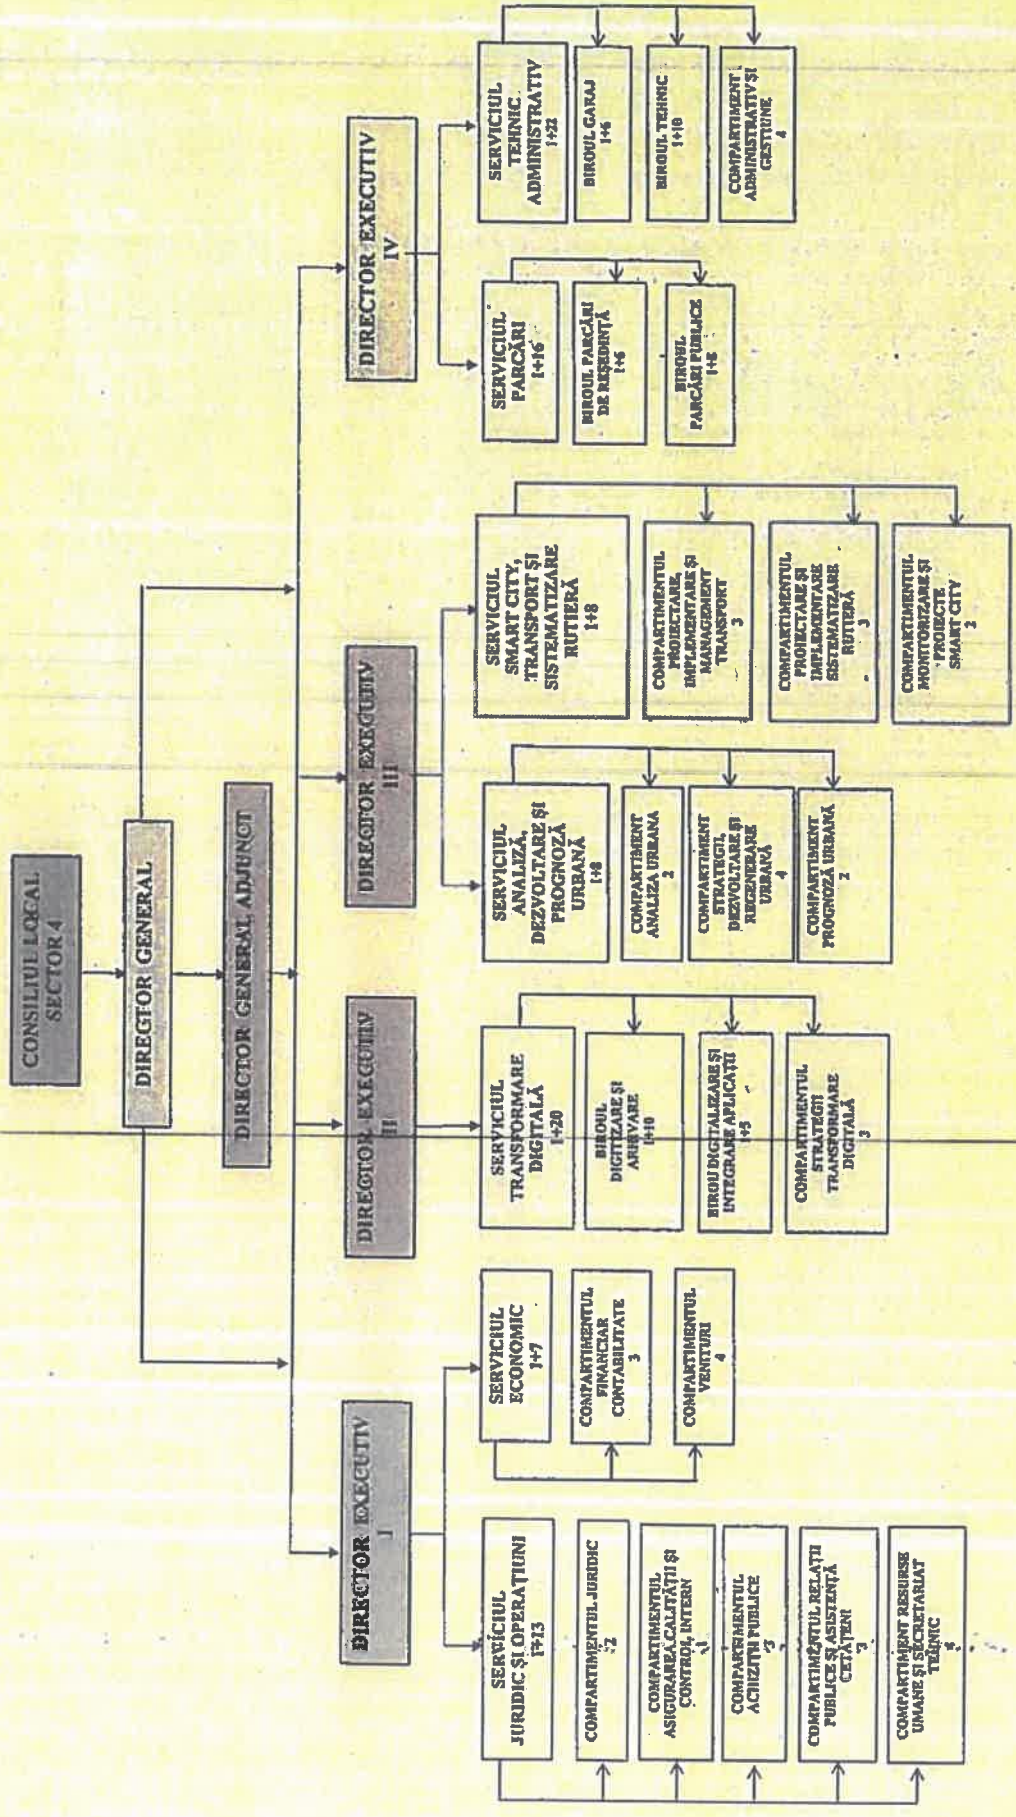 CONSILIUL LOCAL
SECTOR 4
DIRECTOR GENERAL
DIRECTOR GENERAL ADJUNCT
DIRECTOR EXECUTIV
I
DIRECTOR EXECUTIV
II
DIRECTOR EXECUTIV
III
DIRECTOR EXECUTIV
IV
SERVICIUL
JURIDIC ȘI OPERAȚIUNI
1+13
COMPARTIMENTUL JURIDIC
2
COMPARTIMENTUL
ASIGURAREA CALITĂȚII ȘI
CONTROL INTERN
1
COMPARTIMENTUL
ACHIZITII PUBLICE
3
COMPARTIMENTUL RELAȚII
PUBLICE ȘI ASISTENȚĂ
CETĂȚENI
3
COMPARTIMENT RESURSE
UMANE ȘI SECRETARIAT
TEHNIC
SERVICIUL
ECONOMIC
1+7
COMPARTIMENTUL
FINANCIAR
CONTABILITATE
3
COMPARTIMENTUL
VENITURI
4
SERVICIUL
TRANSFORMARE
DIGITALĂ
1+20
BIROUL
DIGITIZARE ȘI
ARHIVARE
1+10
BIROU DIGITALIZARE ȘI
INTEGRARE APLICAȚII
1+5
COMPARTIMENTUL
STRATEGII
TRANSFORMARE
DIGITALĂ
3
SERVICIUL
ANALIZĂ,
DEZVOLTARE ȘI
PROGNOZĂ
URBANĂ
1+8
COMPARTIMENT
ANALIZA URBANA
2
COMPARTIMENT
STRATEGII,
DEZVOLTARE ȘI
REGENERARE
URBANĂ
4
COMPARTIMENT
PROGNOZĂ URBANĂ
2
SERVICIUL
SMART CITY,
TRANSPORT ȘI
SISTEMATIZARE
RUTIERĂ
1+8
COMPARTIMENTUL
PROIECTARE,
IMPLEMENTARE ȘI
MANAGEMENT
TRANSPORT
3
COMPARTIMENTUL
PROIECTARE ȘI
IMPLEMENTARE
SISTEMATIZARE
RUTIERĂ
3
COMPARTIMENTUL
MONITORIZARE ȘI
PROIECTE
SMART CITY
2
SERVICIUL
PARCĂRI
1+16
BIROUL PARCĂRI
DE REȘEDINȚĂ
1+6
BIROUL
PARCĂRI PUBLICE
1+8
SERVICIUL
TEHNIC
ADMINISTRATIV
1+22
BIROUL GARAJ
1+6
BIROUL TEHNIC
1+10
COMPARTIMENT
ADMINISTRATIV ȘI
GESTIUNE
4